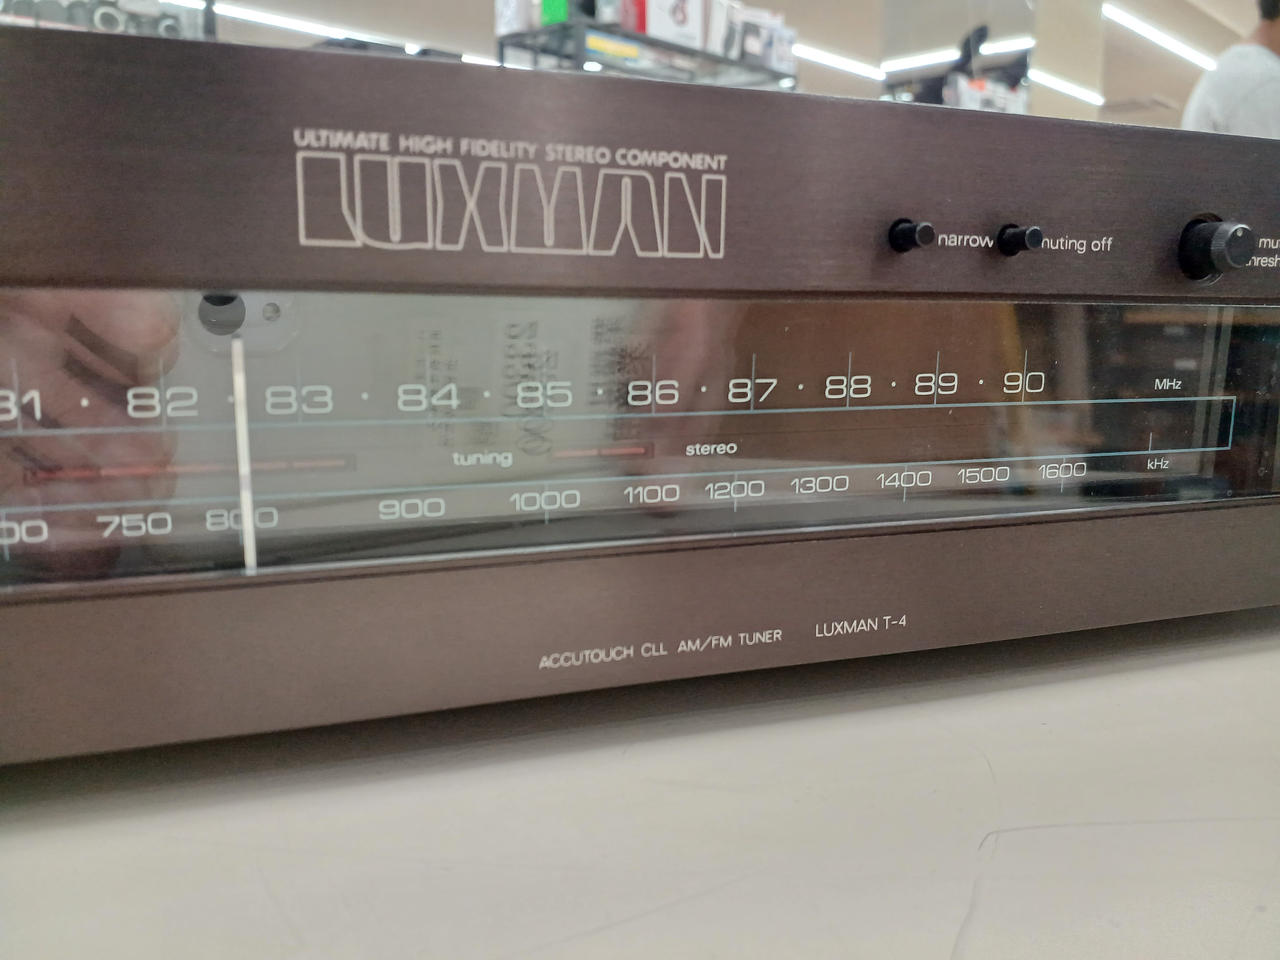 ULTIMATE HIGH FIDELITY STEREO COMPONENT
LUXMAN
narrow muting off
81 · 82 · 83 · 84 · 85 · 86 · 87 · 88 · 89 · 90 MHz
tuning stereo
750 800 900 1000 1100 1200 1300 1400 1500 1600 kHz
ACCUTOUCH CLL AM/FM TUNER LUXMAN T-4